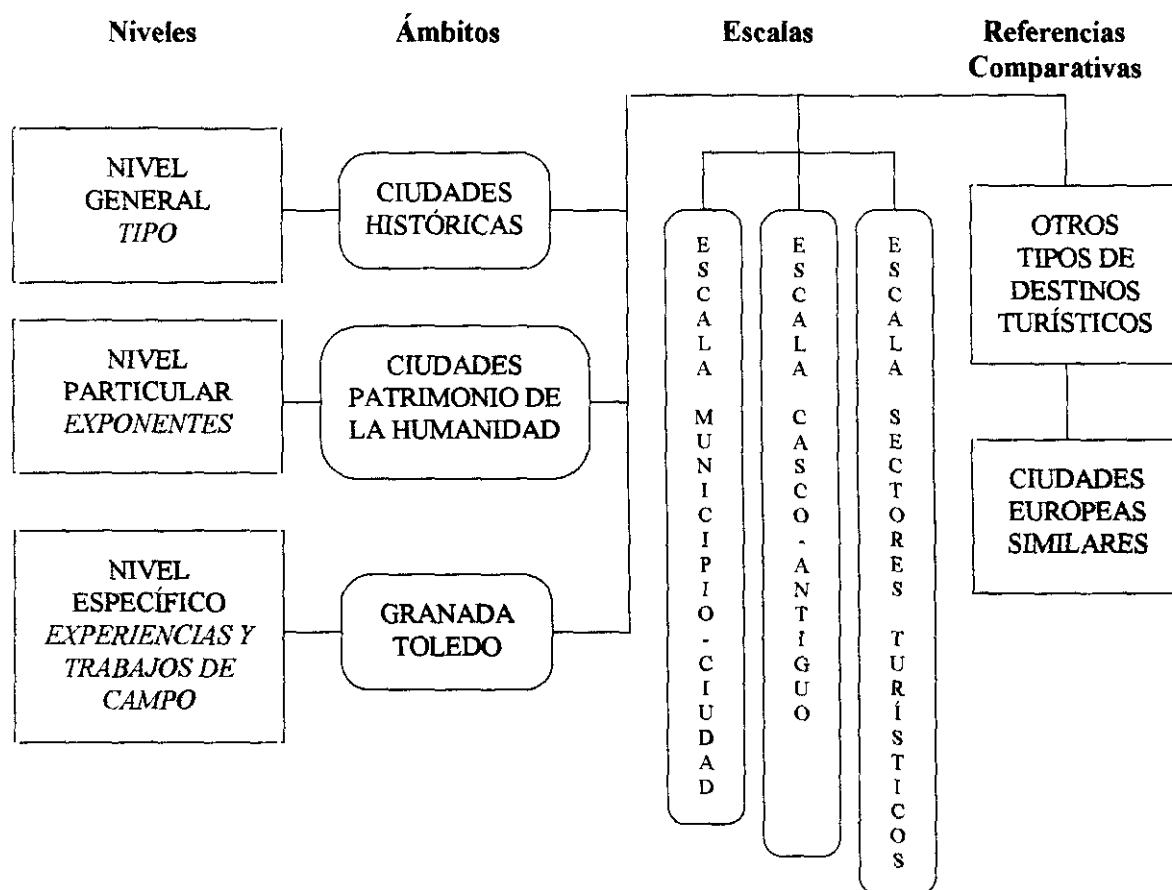 Niveles
Ámbitos
Escalas
Referencias
Comparativas
NIVEL
GENERAL
TIPO
CIUDADES
HISTÓRICAS
NIVEL
PARTICULAR
EXPONENTES
CIUDADES
PATRIMONIO DE
LA HUMANIDAD
NIVEL
ESPECÍFICO
EXPERIENCIAS Y
TRABAJOS DE
CAMPO
GRANADA
TOLEDO
ESCALA MUNICIPIO-CIUDAD
ESCALA CASCO-ANTIGUO
ESCALA SECTORES TURÍSTICOS
OTROS
TIPOS DE
DESTINOS
TURÍSTICOS
CIUDADES
EUROPEAS
SIMILARES